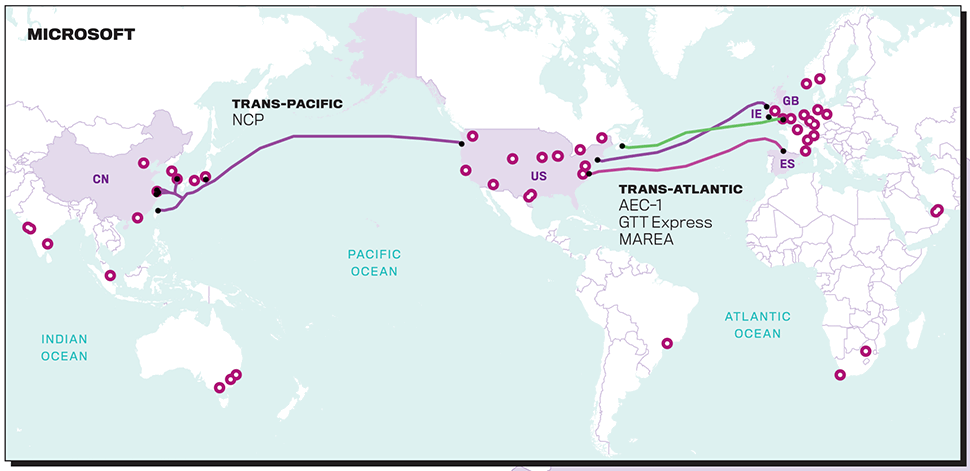 MICROSOFT
TRANS-PACIFIC
NCP
GB
IE
ES
CN
US
TRANS-ATLANTIC
AEC-1
GTT Express
MAREA
PACIFIC
OCEAN
ATLANTIC
OCEAN
INDIAN
OCEAN